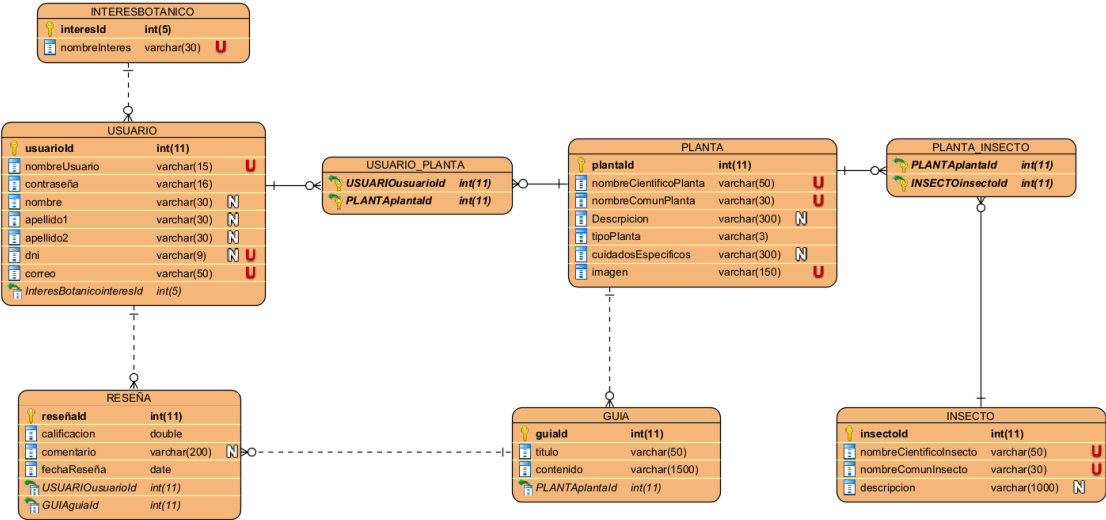 INTERESBOTANICO
interesId int(5)
nombreInteres varchar(30) U
USUARIO
usuarioId int(11)
nombreUsuario varchar(15) U
contraseña varchar(16)
nombre varchar(30) N
apellido1 varchar(30) N
apellido2 varchar(30) N
dni varchar(9) N U
correo varchar(50) U
InteresBotanicointeresId int(5)
USUARIO_PLANTA
USUARIOusuarioId int(11)
PLANTAplantaId int(11)
PLANTA
plantaId int(11)
nombreCientificoPlanta varchar(50) U
nombreComunPlanta varchar(30) U
Descrpicion varchar(300) N
tipoPlanta varchar(3)
cuidadosEspecificos varchar(300) N
imagen varchar(150) U
PLANTA_INSECTO
PLANTAplantaId int(11)
INSECTOinsectoId int(11)
RESEÑA
reseñaId int(11)
calificacion double
comentario varchar(200) N
fechaReseña date
USUARIOusuarioId int(11)
GUIAguiaId int(11)
GUIA
guiaId int(11)
titulo varchar(50)
contenido varchar(1500)
PLANTAplantaId int(11)
INSECTO
insectoId int(11)
nombreCientificoInsecto varchar(50) U
nombreComunInsecto varchar(30) U
descripcion varchar(1000) N